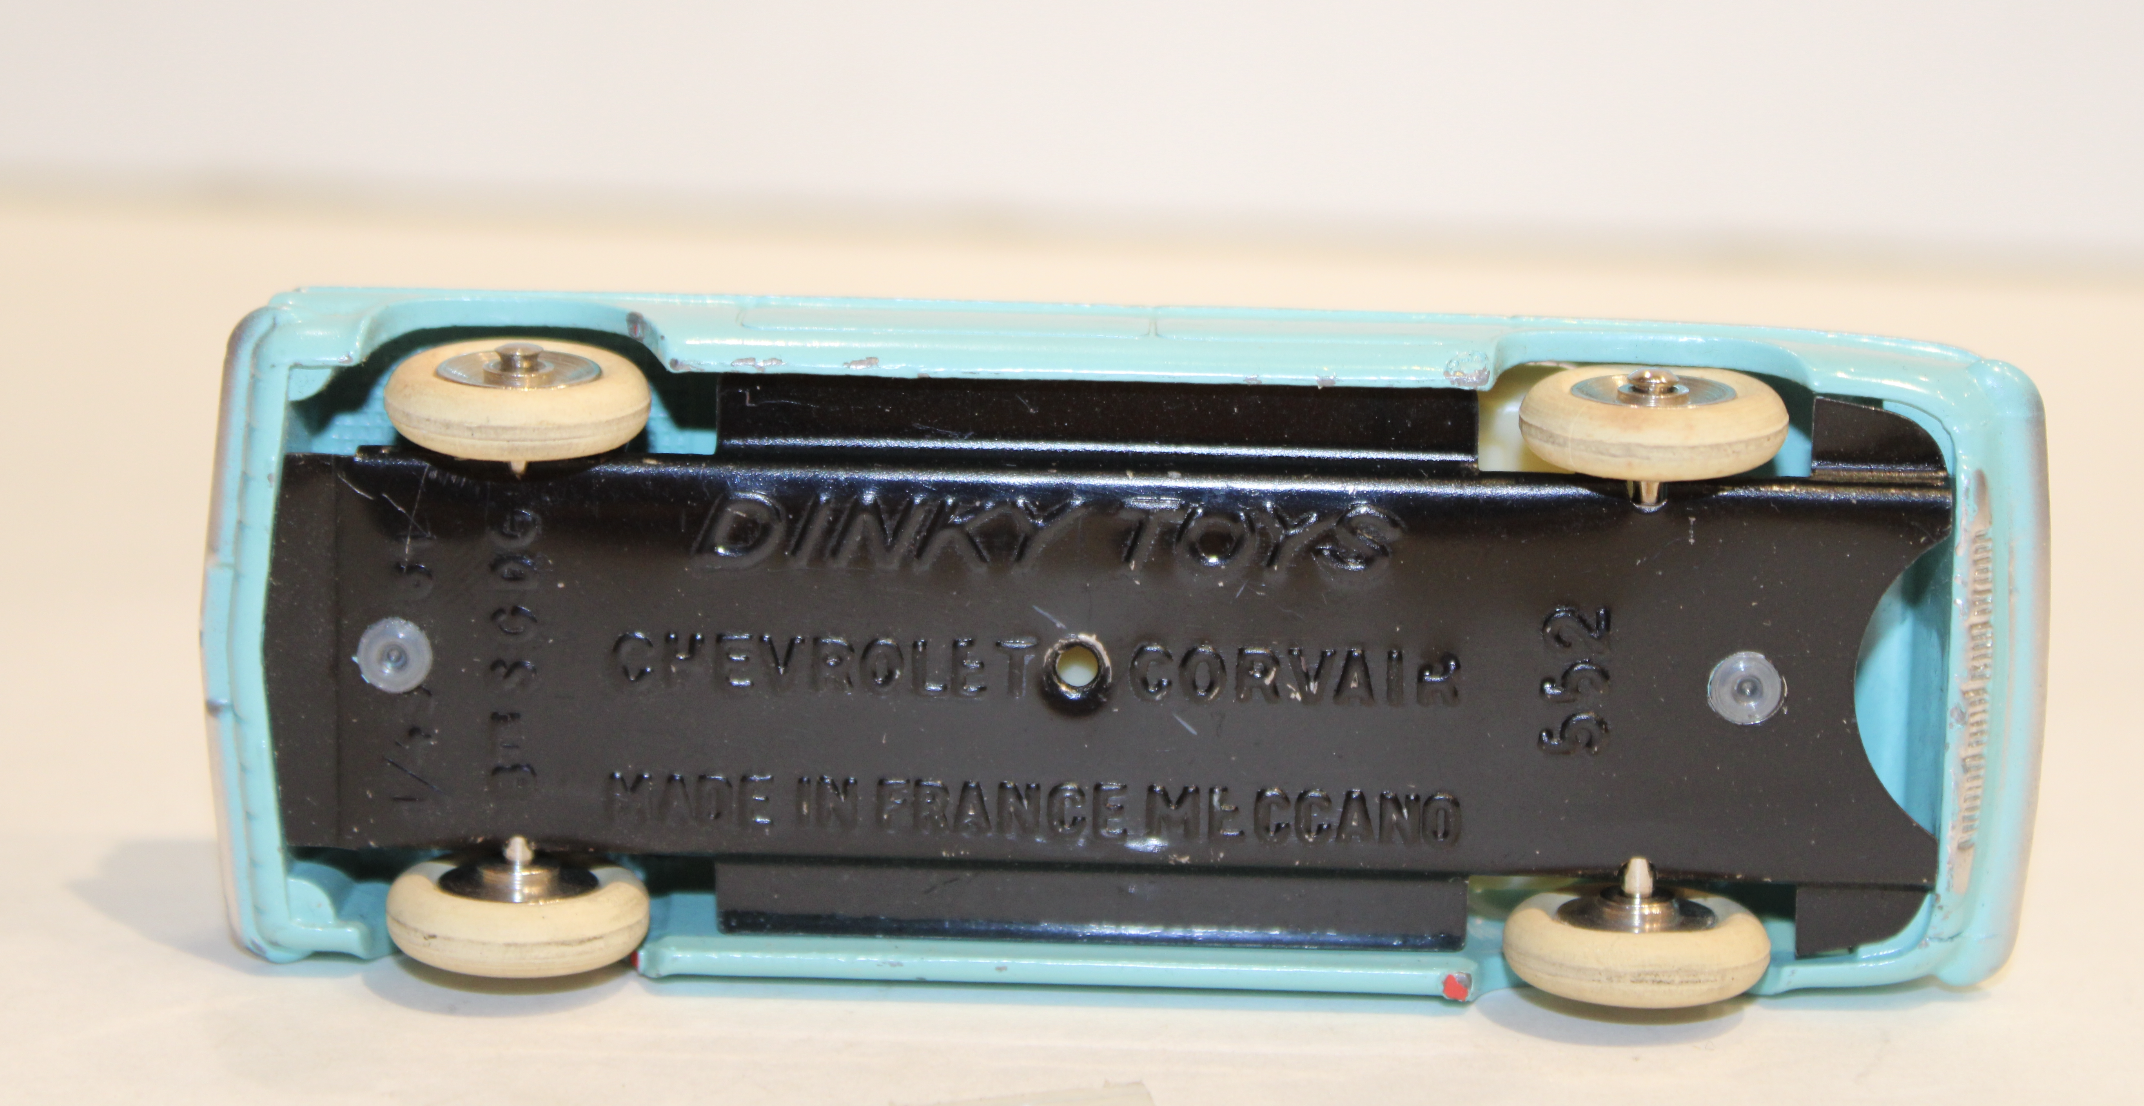 DINKY TOYS
CHEVROLET CORVAIR
MADE IN FRANCE MECCANO
552